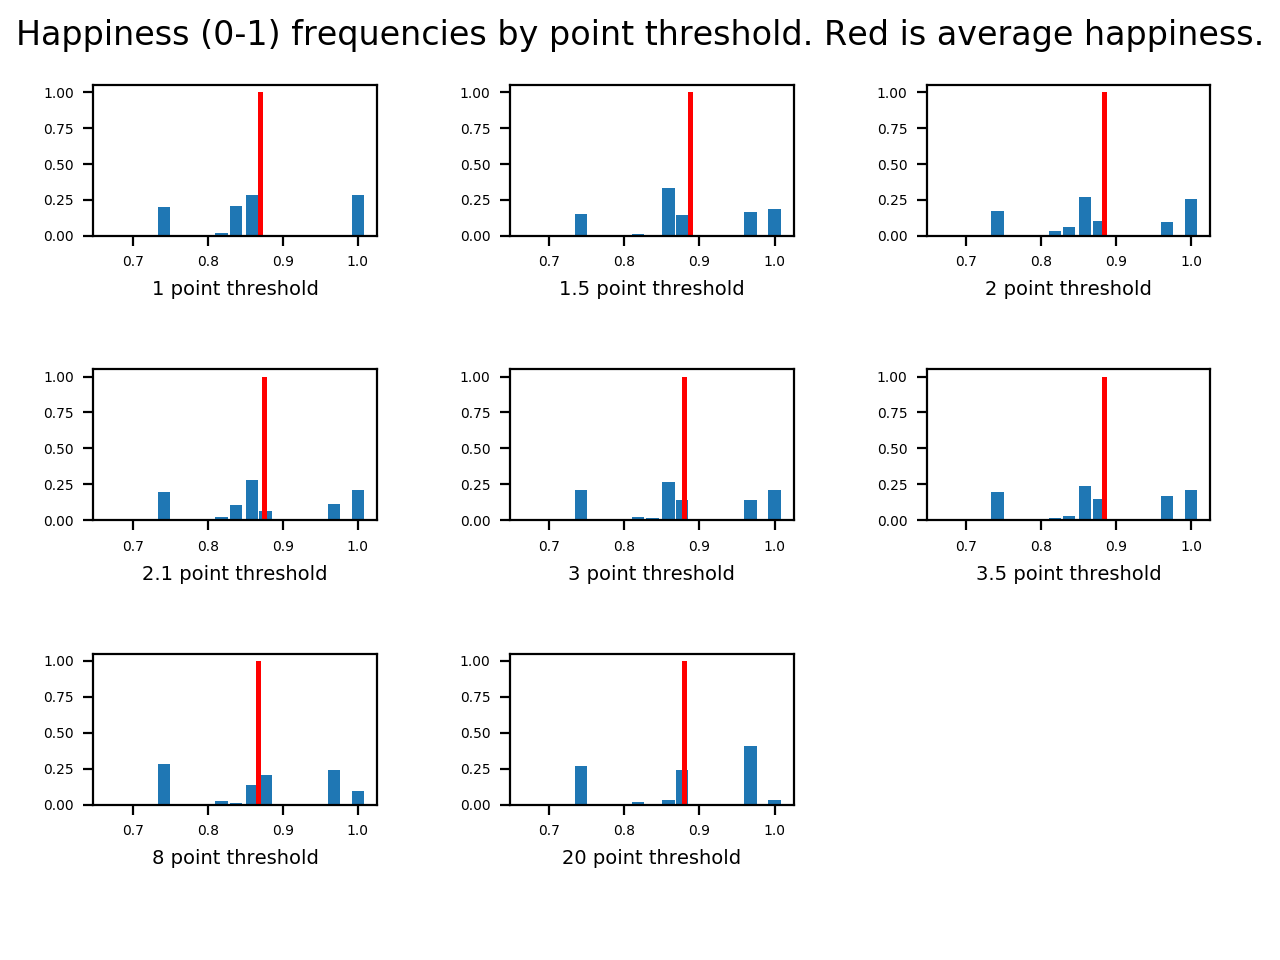 Happiness (0-1) frequencies by point threshold. Red is average happiness.
1.00 1.00 1.00
0.75 0.75 0.75
0.50 0.50 0.50
0.25 0.25 0.25
0.00 0.00 0.00
0.7 0.8 0.9 1.0 0.7 0.8 0.9 1.0 0.7 0.8 0.9 1.0
1 point threshold 1.5 point threshold 2 point threshold
1.00 1.00 1.00
0.75 0.75 0.75
0.50 0.50 0.50
0.25 0.25 0.25
0.00 0.00 0.00
0.7 0.8 0.9 1.0 0.7 0.8 0.9 1.0 0.7 0.8 0.9 1.0
2.1 point threshold 3 point threshold 3.5 point threshold
1.00 1.00
0.75 0.75
0.50 0.50
0.25 0.25
0.00 0.00
0.7 0.8 0.9 1.0 0.7 0.8 0.9 1.0
8 point threshold 20 point threshold